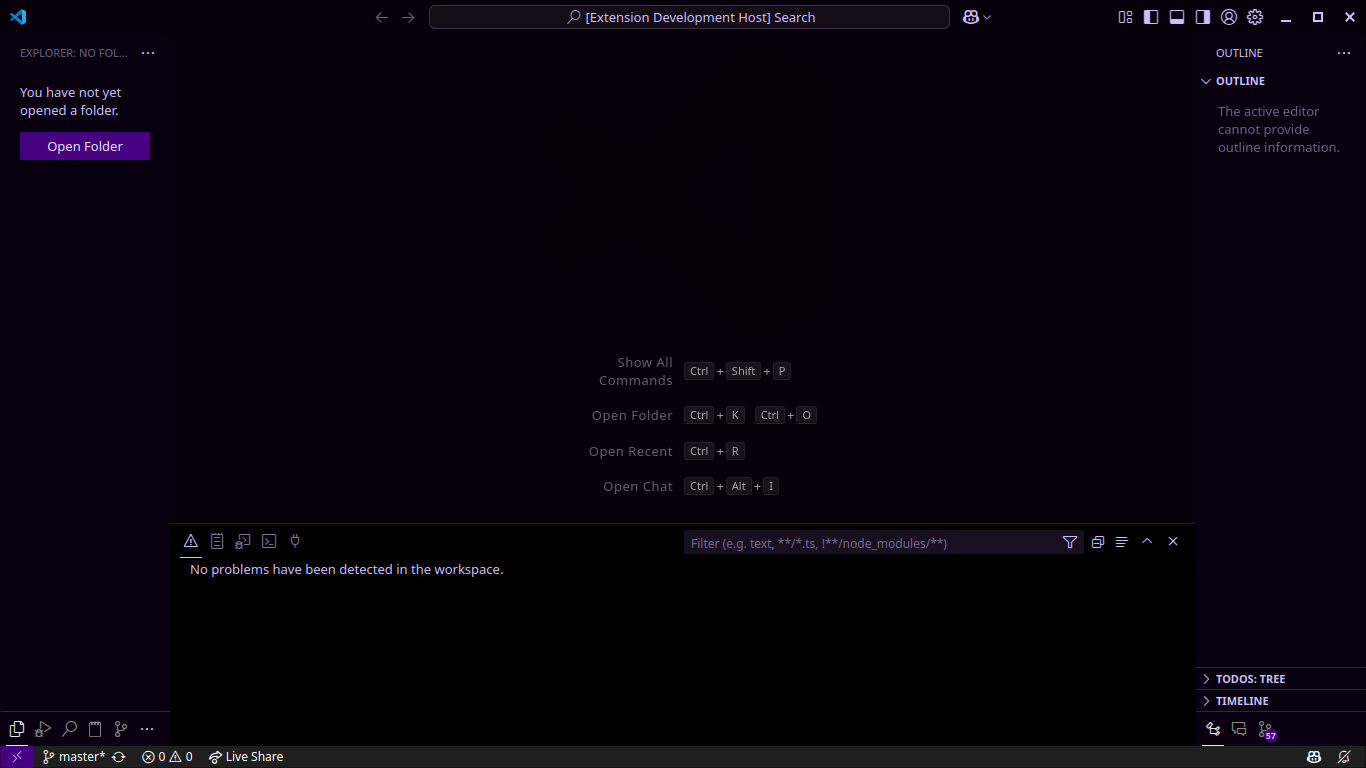 [Extension Development Host] Search
EXPLORER: NO FOL...
You have not yet
opened a folder.
Open Folder
Show All
Commands
Ctrl + Shift + P
Open Folder
Ctrl + K Ctrl + O
Open Recent
Ctrl + R
Open Chat
Ctrl + Alt + I
Filter (e.g. text, **/*.ts, !**/node_modules/**)
No problems have been detected in the workspace.
OUTLINE
OUTLINE
The active editor
cannot provide
outline information.
TODOS: TREE
TIMELINE
57
master*
0
0
Live Share